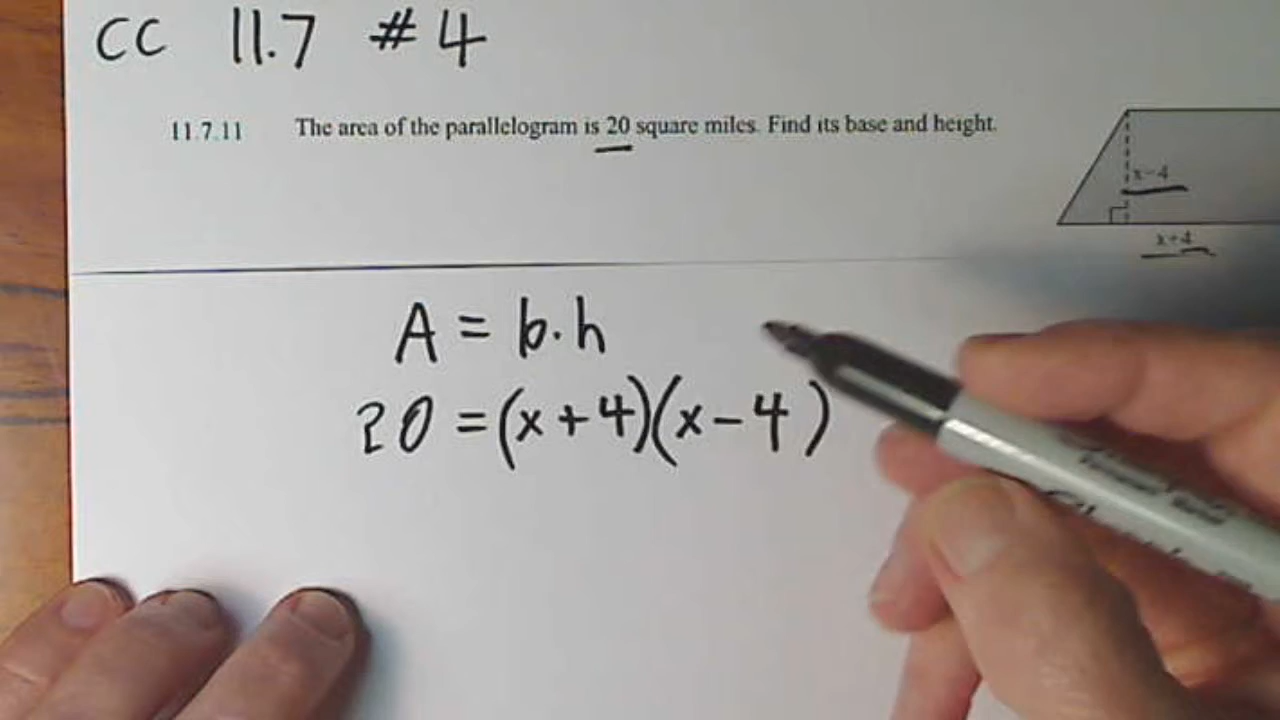 CC 11.7 #4
11.7.11 The area of the parallelogram is 20 square miles. Find its base and height.
x-4
x+4
A = b.h
20 = (x+4)(x-4)